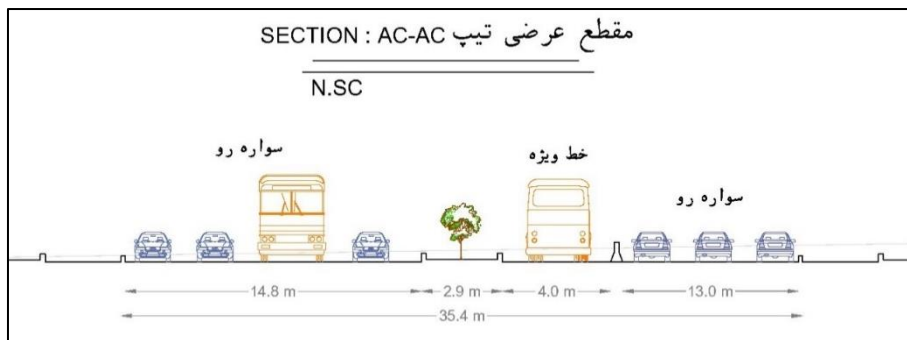 SECTION : AC-AC مقطع عرضی تیپ
N.SC
سواره رو
خط ویژه
سواره رو
14.8 m
2.9 m
4.0 m
13.0 m
35.4 m